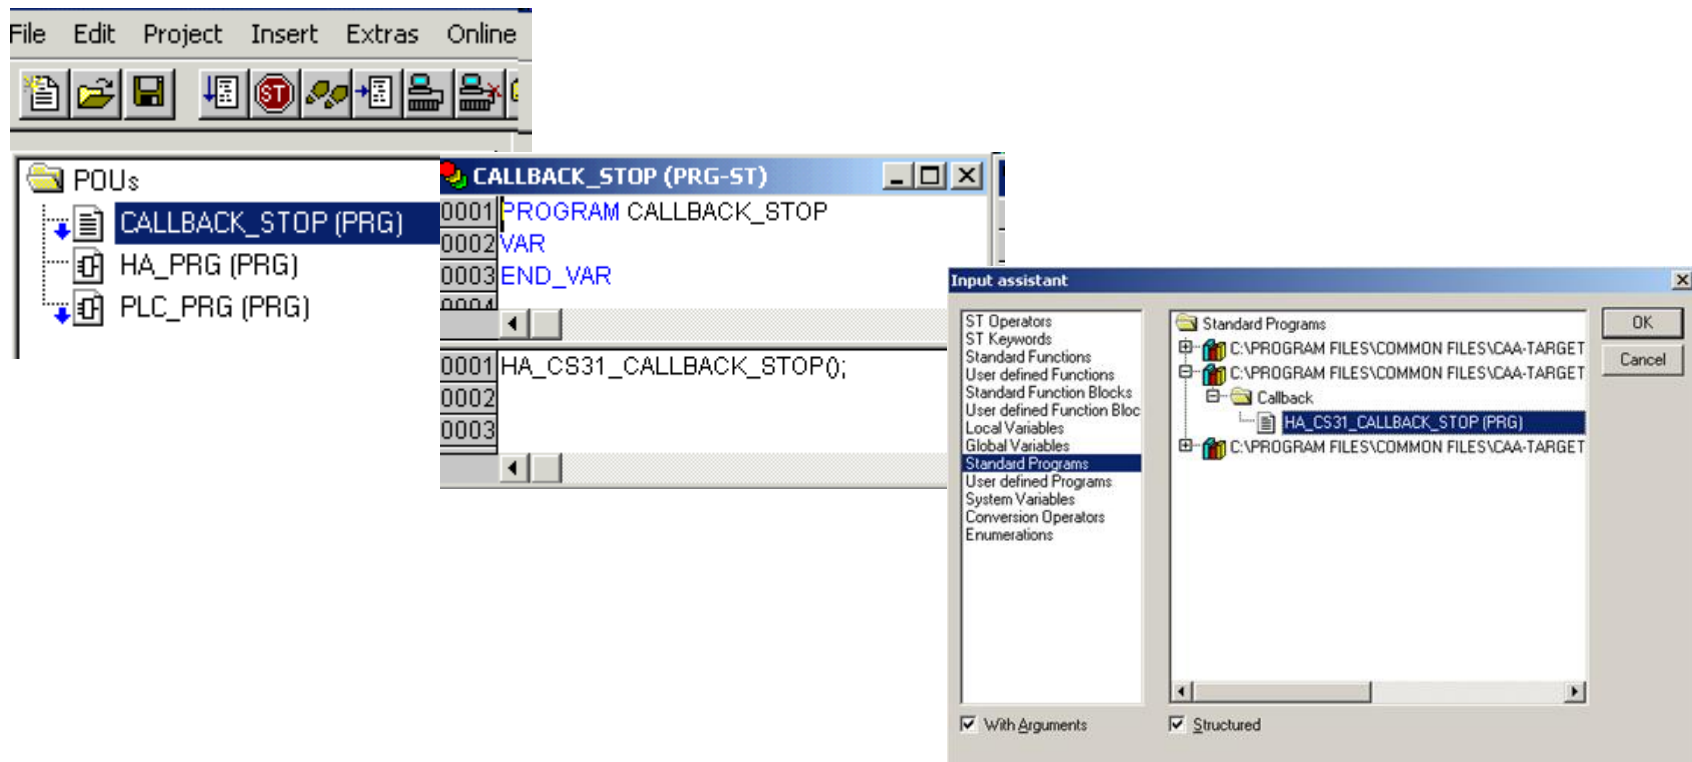 File Edit Project Insert Extras Online
ST
POUs
CALLBACK_STOP (PRG)
HA_PRG (PRG)
PLC_PRG (PRG)
CALLBACK_STOP (PRG-ST)
0001 PROGRAM CALLBACK_STOP
0002 VAR
0003 END_VAR
0004
0001 HA_CS31_CALLBACK_STOP();
0002
0003
Input assistant
ST Operators
ST Keywords
Standard Functions
User defined Functions
Standard Function Blocks
User defined Function Bloc
Local Variables
Global Variables
Standard Programs
User defined Programs
System Variables
Conversion Operators
Enumerations
Standard Programs
C:\PROGRAM FILES\COMMON FILES\CAA-TARGET
C:\PROGRAM FILES\COMMON FILES\CAA-TARGET
Callback
HA_CS31_CALLBACK_STOP (PRG)
C:\PROGRAM FILES\COMMON FILES\CAA-TARGET
OK
Cancel
With Arguments
Structured